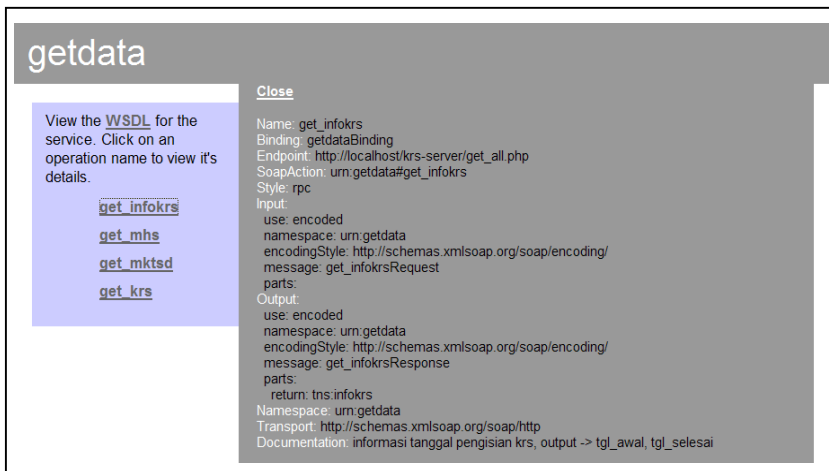 getdata
View the WSDL for the
service. Click on an
operation name to view it's
details.
get_infokrs
get_mhs
get_mktsd
get_krs
Close
Name: get_infokrs
Binding: getdataBinding
Endpoint: http://localhost/krs-server/get_all.php
SoapAction: urn:getdata#get_infokrs
Style: rpc
Input:
use: encoded
namespace: urn:getdata
encodingStyle: http://schemas.xmlsoap.org/soap/encoding/
message: get_infokrsRequest
parts:
Output:
use: encoded
namespace: urn:getdata
encodingStyle: http://schemas.xmlsoap.org/soap/encoding/
message: get_infokrsResponse
parts:
return: tns:infokrs
Namespace: urn:getdata
Transport: http://schemas.xmlsoap.org/soap/http
Documentation: informasi tanggal pengisian krs, output -> tgl_awal, tgl_selesai